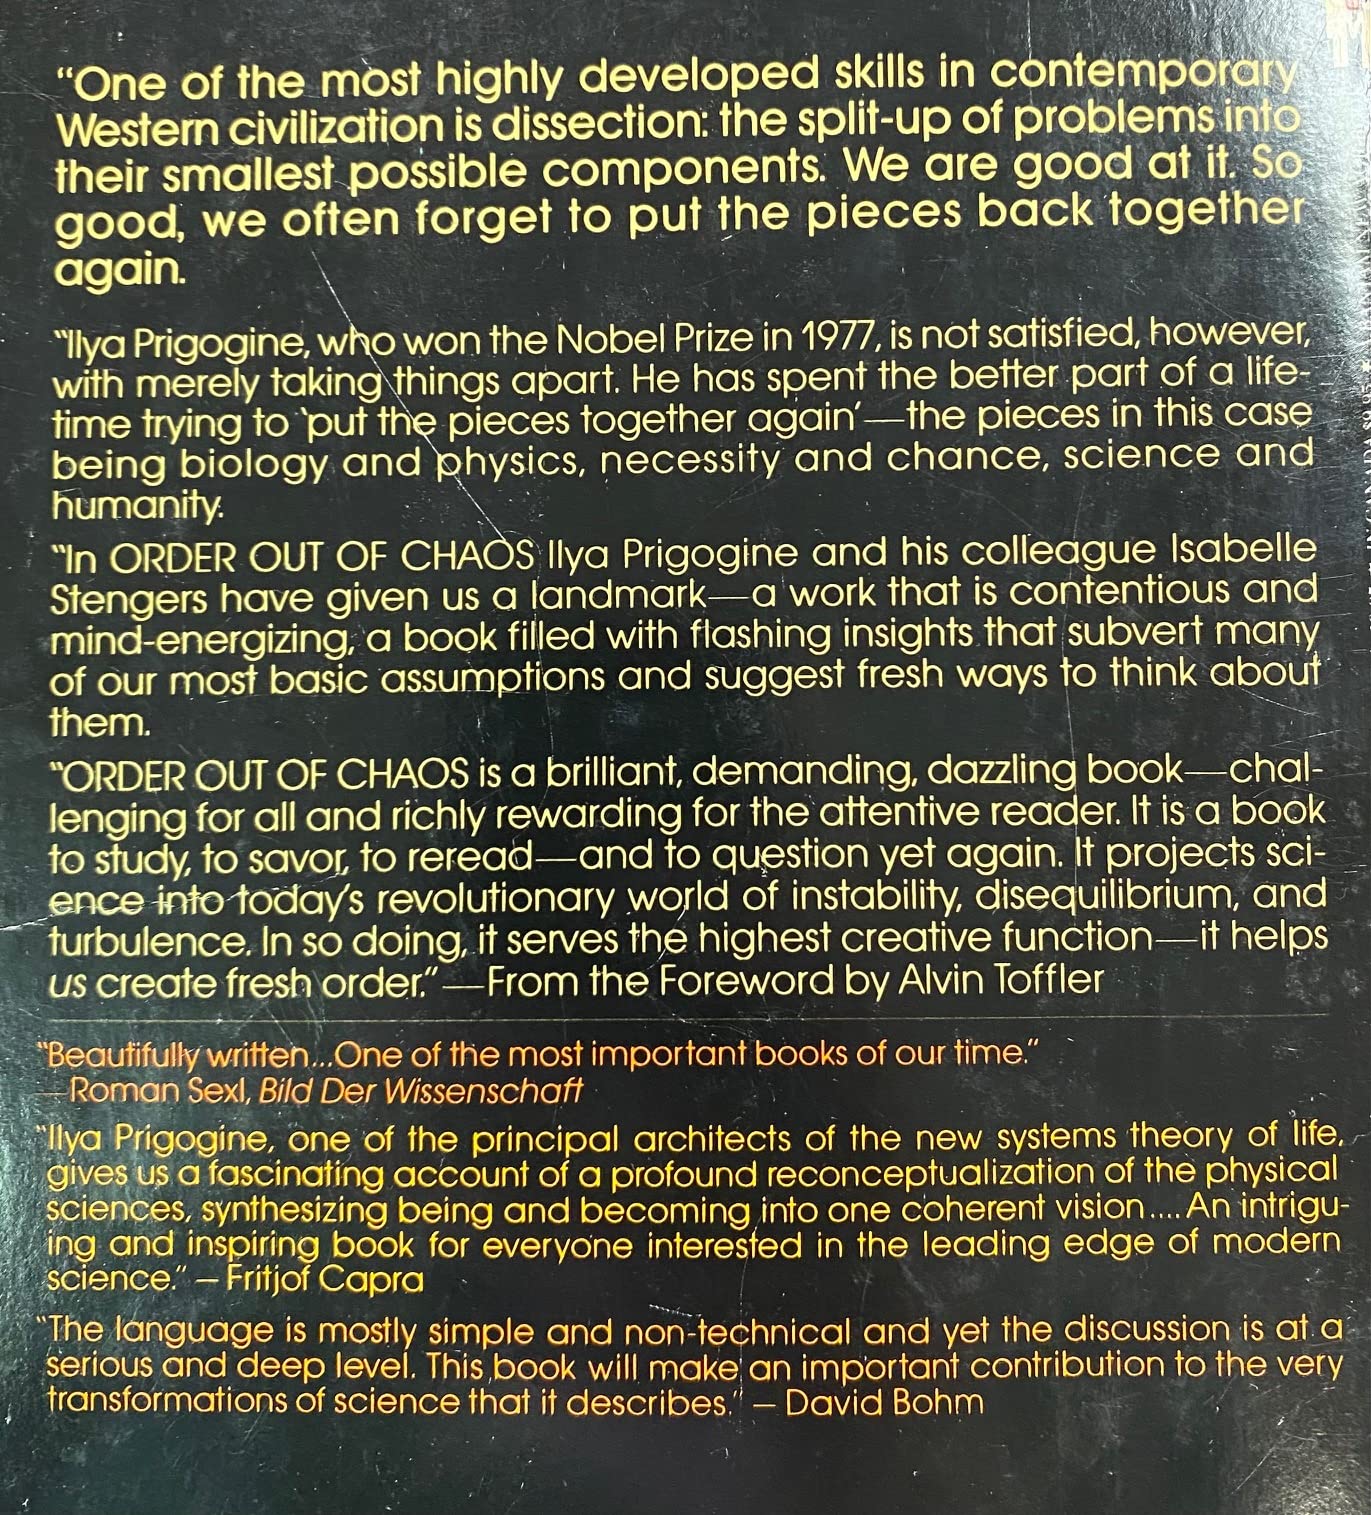 “One of the most highly developed skills in contemporary
Western civilization is dissection: the split-up of problems into
their smallest possible components. We are good at it. So
good, we often forget to put the pieces back together
again.
“Ilya Prigogine, who won the Nobel Prize in 1977, is not satisfied, however,
with merely taking things apart. He has spent the better part of a life-
time trying to ‘put the pieces together again’—the pieces in this case
being biology and physics, necessity and chance, science and
humanity.
“In ORDER OUT OF CHAOS Ilya Prigogine and his colleague Isabelle
Stengers have given us a landmark—a work that is contentious and
mind-energizing, a book filled with flashing insights that subvert many
of our most basic assumptions and suggest fresh ways to think about
them.
“ORDER OUT OF CHAOS is a brilliant, demanding, dazzling book—chal-
lenging for all and richly rewarding for the attentive reader. It is a book
to study, to savor, to reread—and to question yet again. It projects sci-
ence into today’s revolutionary world of instability, disequilibrium, and
turbulence. In so doing, it serves the highest creative function—it helps
us create fresh order.” —From the Foreword by Alvin Toffler
“Beautifully written...One of the most important books of our time.”
—Roman Sexl, Bild Der Wissenschaft
“Ilya Prigogine, one of the principal architects of the new systems theory of life,
gives us a fascinating account of a profound reconceptualization of the physical
sciences, synthesizing being and becoming into one coherent vision.... An intrigu-
ing and inspiring book for everyone interested in the leading edge of modern
science.” – Fritjof Capra
“The language is mostly simple and non-technical and yet the discussion is at a
serious and deep level. This book will make an important contribution to the very
transformations of science that it describes.” – David Bohm